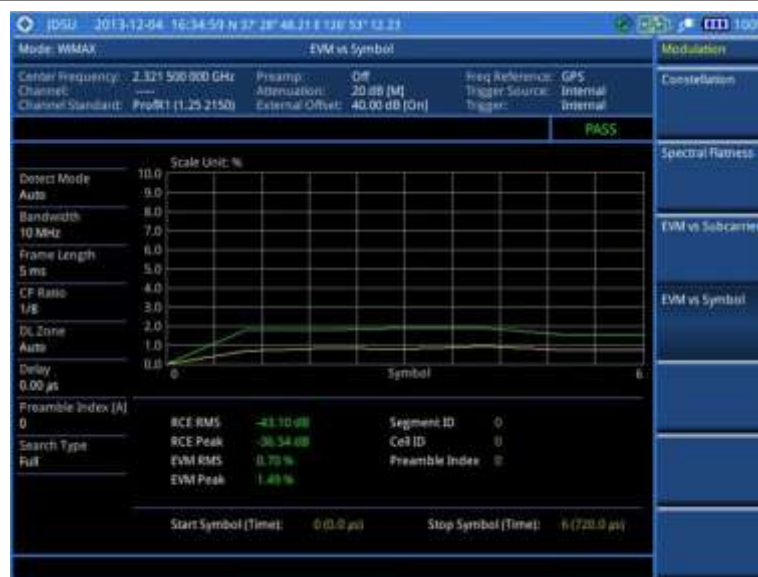 JDSU 2013-12-04 16:34:59 N 37° 28" 48.21 E 126' 53" 12.21 100%
Mode: WiMAX EVM vs Symbol Modulation
Center Frequency: 2.321 500 000 GHz Preamp: Off Freq Reference: GPS
Channel: ---- Attenuation: 20 dB [M] Trigger Source: Internal
Channel Standard: Profil1 (1.25 2150) External Offset: 40.00 dB [On] Trigger: Internal
PASS
Constellation
Spectral Flatness
EVM vs Subcarrier
EVM vs Symbol
Detect Mode
Auto
Bandwidth
10 MHz
Frame Length
5 ms
CP Ratio
1/8
DL Zone
Auto
Delay
0.00 µs
Preamble Index [A]
0
Search Type
Full
Scale Unit: %
10.0
9.0
8.0
7.0
6.0
5.0
4.0
3.0
2.0
1.0
0.0
0 Symbol 6
RCE RMS -43.10 dB Segment ID 0
RCE Peak -36.54 dB Cell ID 0
EVM RMS 0.70 % Preamble Index 0
EVM Peak 1.49 %
Start Symbol (Time): 0 (0.0 µs) Stop Symbol (Time): 6 (720.0 µs)